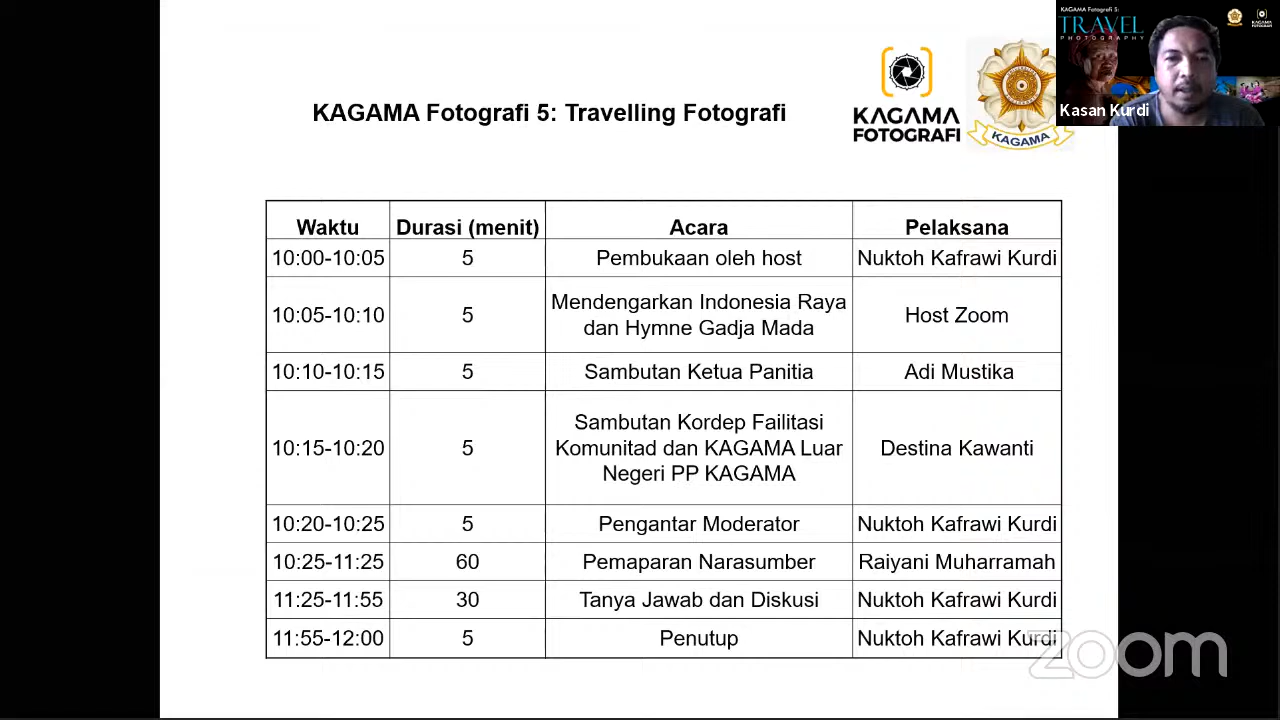 KAGAMA Fotografi 5:
TRAVEL
PHOTOGRAPHY
Kasan Kurdi
KAGAMA Fotografi 5: Travelling Fotografi
KAGAMA
FOTOGRAFI
KAGAMA
Waktu Durasi (menit) Acara Pelaksana
10:00-10:05 5 Pembukaan oleh host Nuktoh Kafrawi Kurdi
10:05-10:10 5 Mendengarkan Indonesia Raya
dan Hymne Gadja Mada Host Zoom
10:10-10:15 5 Sambutan Ketua Panitia Adi Mustika
10:15-10:20 5 Sambutan Kordep Failitasi
Komunitad dan KAGAMA Luar
Negeri PP KAGAMA Destina Kawanti
10:20-10:25 5 Pengantar Moderator Nuktoh Kafrawi Kurdi
10:25-11:25 60 Pemaparan Narasumber Raiyani Muharramah
11:25-11:55 30 Tanya Jawab dan Diskusi Nuktoh Kafrawi Kurdi
11:55-12:00 5 Penutup Nuktoh Kafrawi Kurdi
zoom